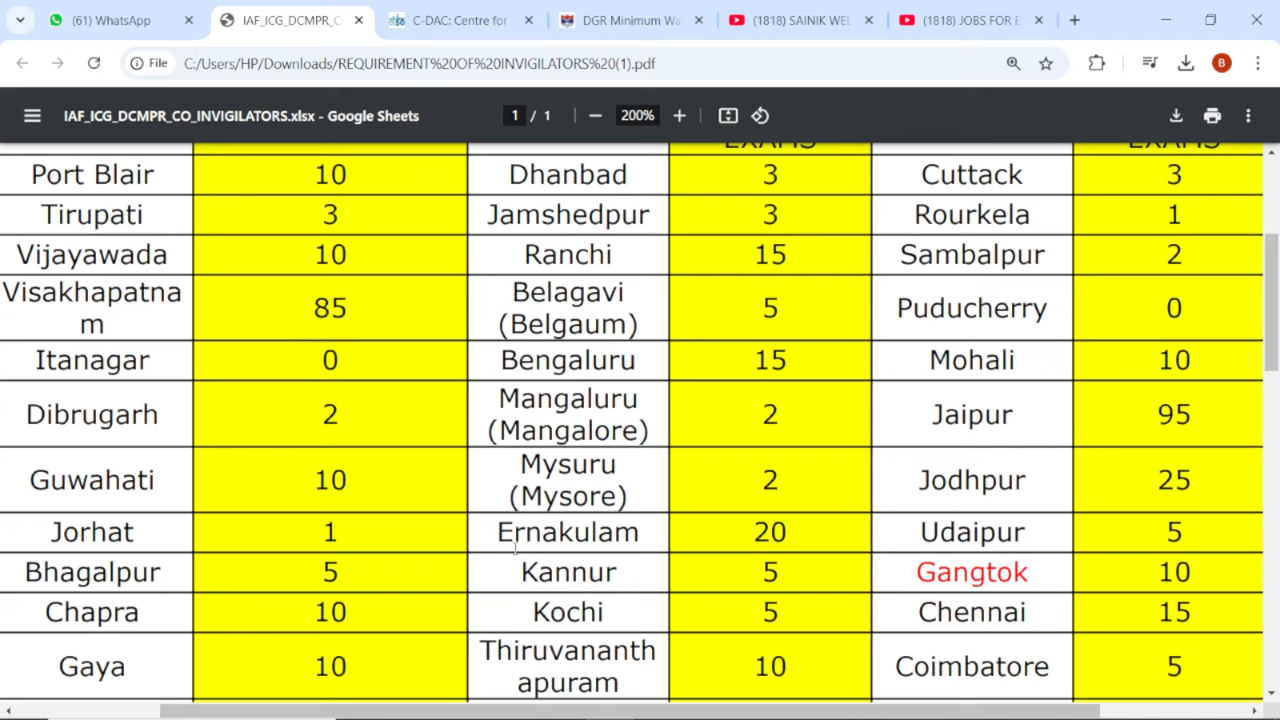 (61) WhatsApp
IAF_ICG_DCMPR_C
C-DAC: Centre for
DGR Minimum Wa
(1818) SAINIK WEL
(1818) JOBS FOR E
File
C:/Users/HP/Downloads/REQUIREMENT%20OF%20INVIGILATORS%20(1).pdf
B
IAF_ICG_DCMPR_CO_INVIGILATORS.xlsx - Google Sheets
1 / 1
200%
EXAMS EXAMS
Port Blair 10 Dhanbad 3 Cuttack 3
Tirupati 3 Jamshedpur 3 Rourkela 1
Vijayawada 10 Ranchi 15 Sambalpur 2
Visakhapatna
m
85
Belagavi
(Belgaum)
5 Puducherry 0
Itanagar 0 Bengaluru 15 Mohali 10
Dibrugarh 2
Mangaluru
(Mangalore)
2 Jaipur 95
Guwahati 10
Mysuru
(Mysore)
2 Jodhpur 25
Jorhat 1 Ernakulam 20 Udaipur 5
Bhagalpur 5 Kannur 5 Gangtok 10
Chapra 10 Kochi 5 Chennai 15
Gaya 10
Thiruvananth
apuram
10 Coimbatore 5